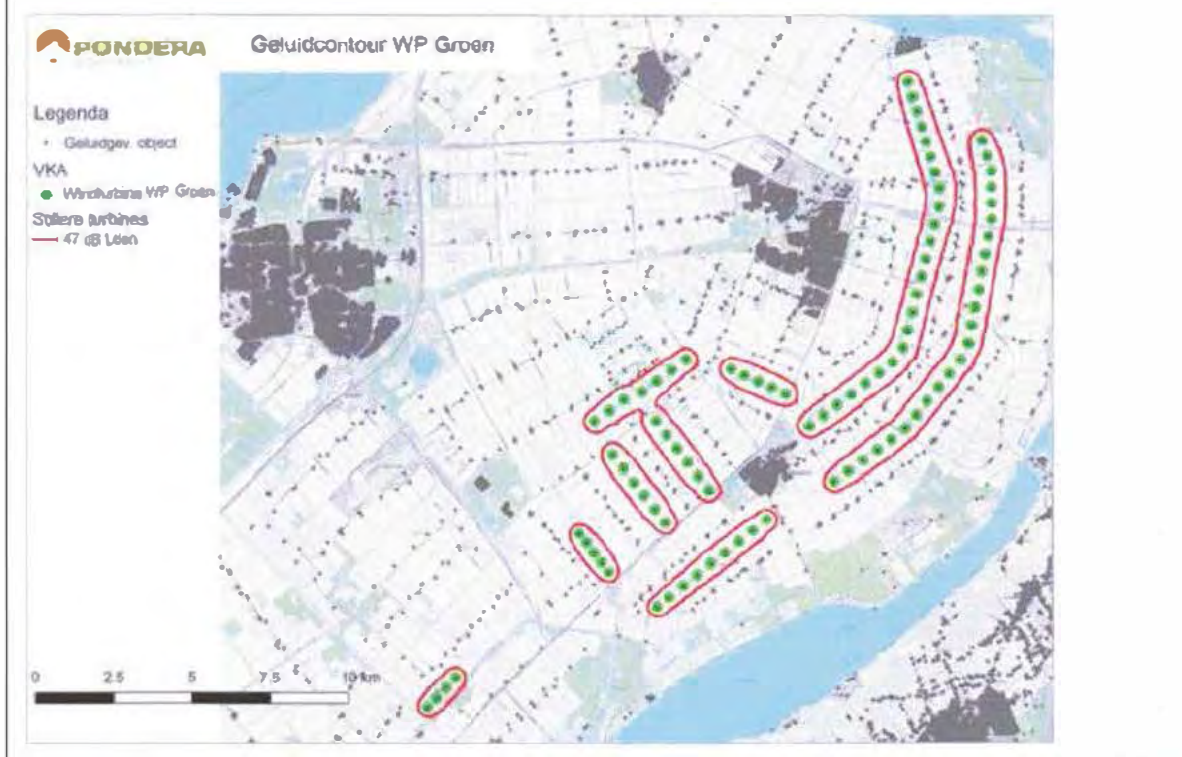 PONDERA
Geluidcontour WP Groen
Legenda
Geluidgev. object
VKA
Windturbine WP Groen
Stillere turbines
47 dB Lden
0 2.5 5 7.5 10 km